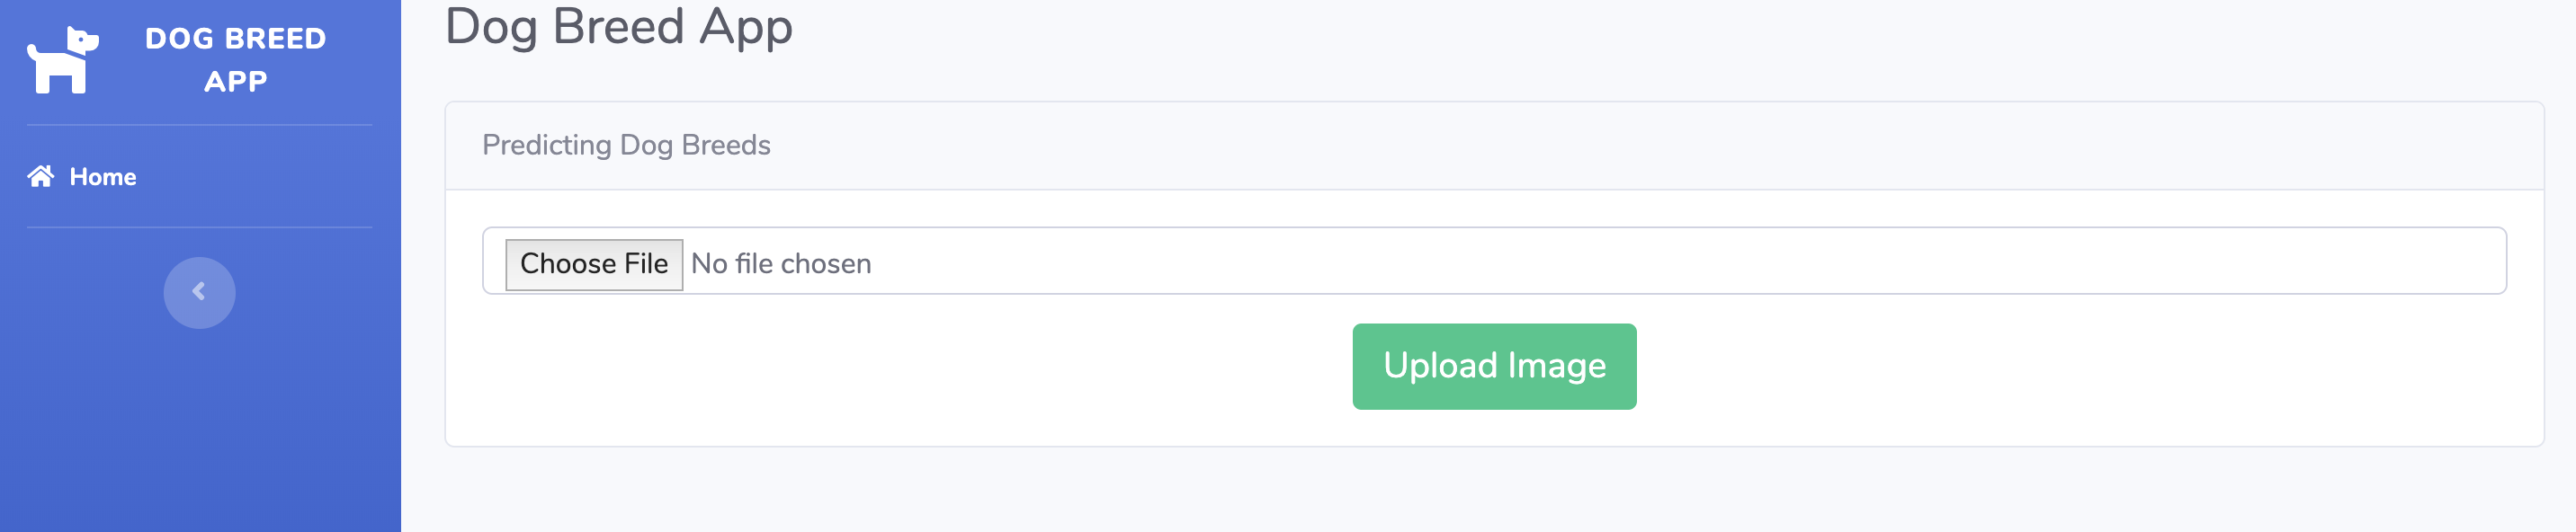 DOG BREED
APP
Home
Dog Breed App
Predicting Dog Breeds
Choose File No file chosen
Upload Image